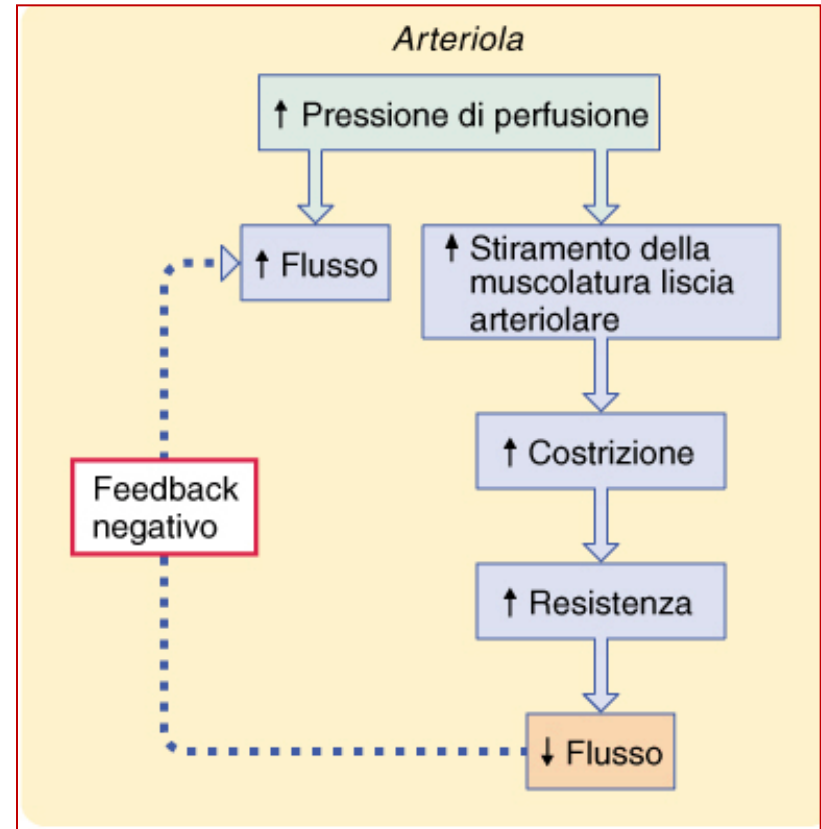 Arteriola
↑ Pressione di perfusione
↑ Flusso
↑ Stiramento della
muscolatura liscia
arteriolare
↑ Costrizione
Feedback
negativo
↑ Resistenza
↓ Flusso